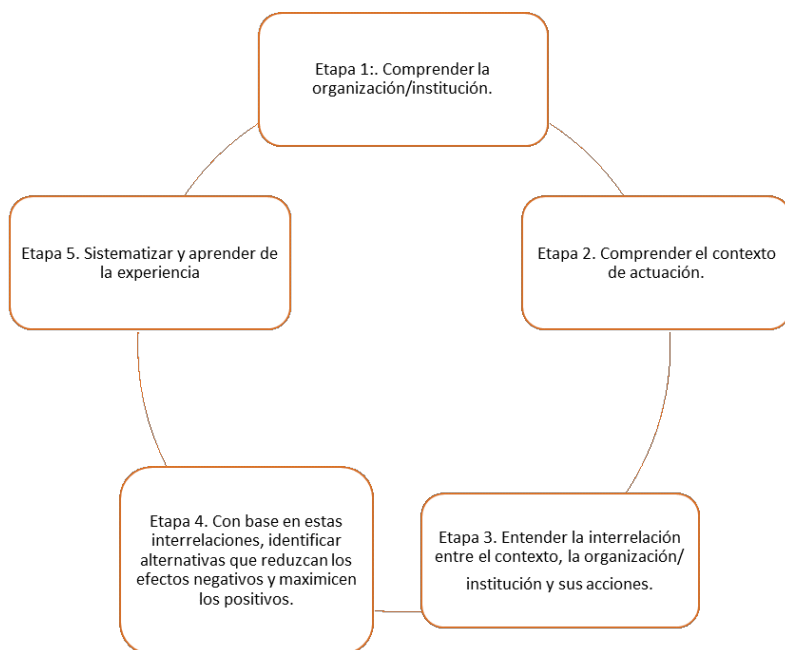 Etapa 1:. Comprender la
organización/institución.
Etapa 2. Comprender el contexto
de actuación.
Etapa 3. Entender la interrelación
entre el contexto, la organización/
institución y sus acciones.
Etapa 4. Con base en estas
interrelaciones, identificar
alternativas que reduzcan los
efectos negativos y maximicen
los positivos.
Etapa 5. Sistematizar y aprender de
la experiencia